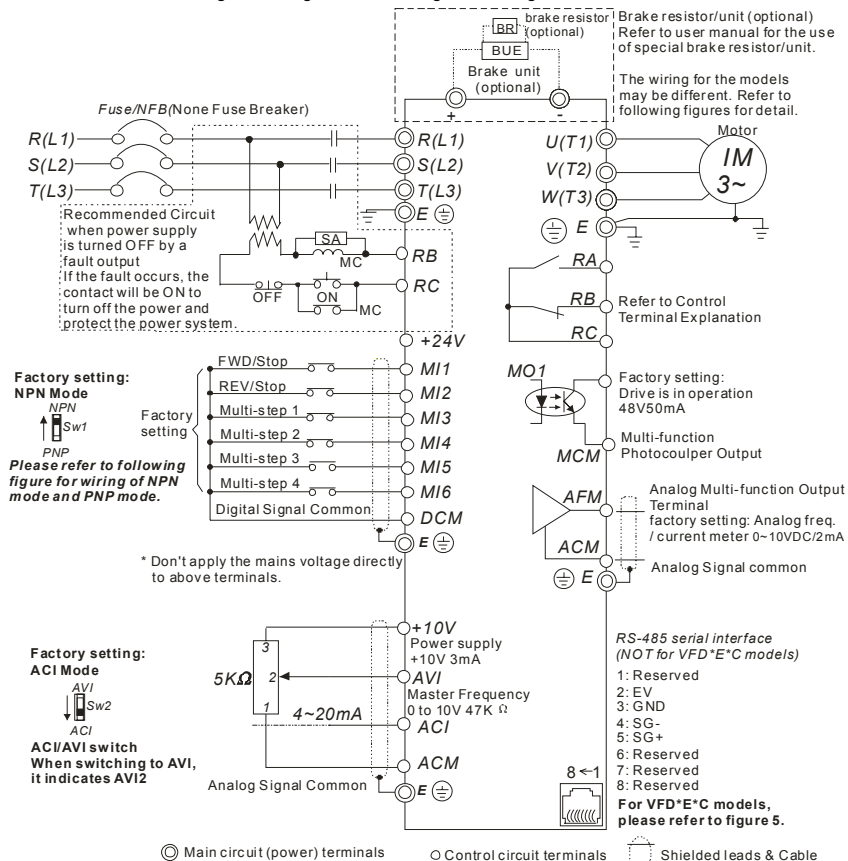 brake resistor
(optional)
BR
BUE
Brake unit
(optional)
+
-
Brake resistor/unit (optional)
Refer to user manual for the use
of special brake resistor/unit.
The wiring for the models
may be different. Refer to
following figures for detail.
Fuse/NFB(None Fuse Breaker)
R(L1)
S(L2)
T(L3)
R(L1)
S(L2)
T(L3)
E
U(T1)
V(T2)
W(T3)
E
Motor
IM
3~
Recommended Circuit
when power supply
is turned OFF by a
fault output
If the fault occurs, the
contact will be ON to
turn off the power and
protect the power system.
SA
MC
OFF
ON
MC
RB
RC
RA
RB
RC
Refer to Control
Terminal Explanation
+24V
Factory setting:
NPN Mode
NPN
Sw1
PNP
Please refer to following
figure for wiring of NPN
mode and PNP mode.
Factory
setting
FWD/Stop
REV/Stop
Multi-step 1
Multi-step 2
Multi-step 3
Multi-step 4
Digital Signal Common
MI1
MI2
MI3
MI4
MI5
MI6
DCM
E
* Don't apply the mains voltage directly
to above terminals.
MO1
MCM
Factory setting:
Drive is in operation
48V50mA
Multi-function
Photocoulper Output
AFM
ACM
E
Analog Multi-function Output
Terminal
factory setting: Analog freq.
/ current meter 0~10VDC/2mA
Analog Signal common
Factory setting:
ACI Mode
AVI
Sw2
ACI
ACI/AVI switch
When switching to AVI,
it indicates AVI2
5KΩ
3
2
1
4~20mA
Analog Signal Common
+10V
Power supply
+10V 3mA
AVI
Master Frequency
0 to 10V 47K Ω
ACI
ACM
E
RS-485 serial interface
(NOT for VFD*E*C models)
1: Reserved
2: EV
3: GND
4: SG-
5: SG+
6: Reserved
7: Reserved
8: Reserved
For VFD*E*C models,
please refer to figure 5.
8←1
Main circuit (power) terminals
Control circuit terminals
Shielded leads & Cable